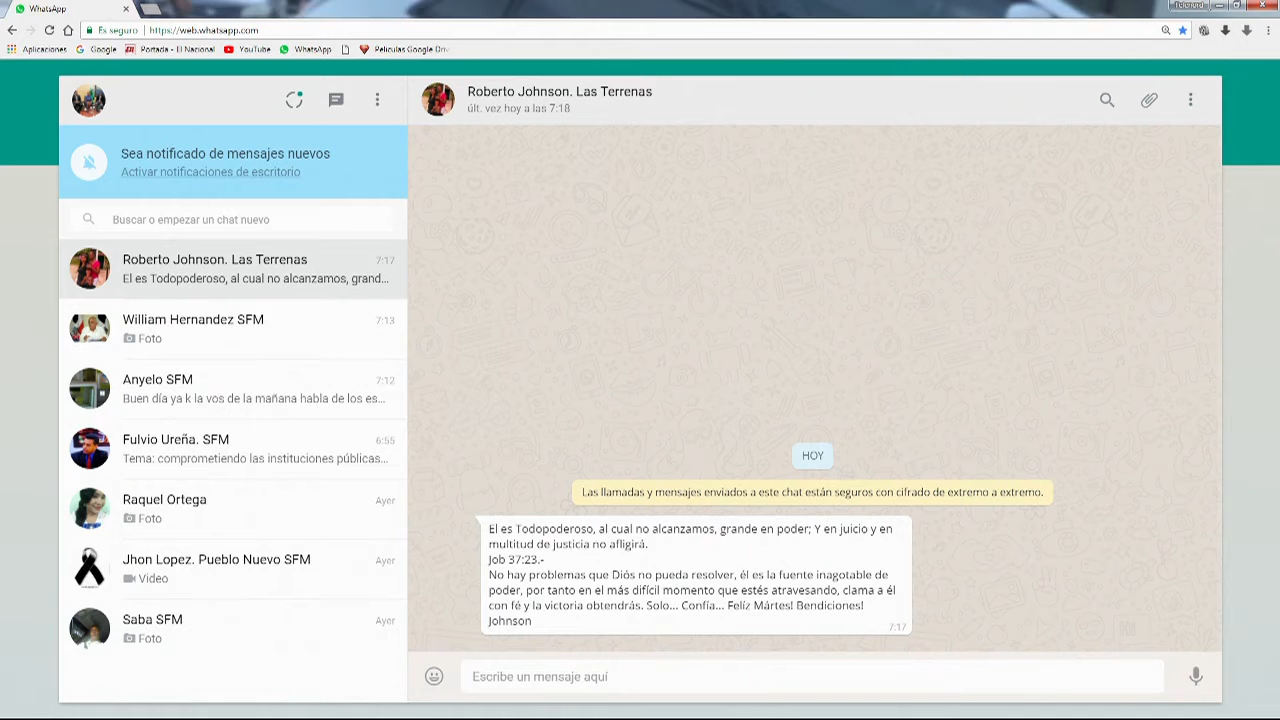 WhatsApp
Telenord
Es seguro
https://web.whatsapp.com
Aplicaciones
Google
Portada - El Nacional
YouTube
WhatsApp
Peliculas Google Driv
Roberto Johnson. Las Terrenas
últ. vez hoy a las 7:18
Sea notificado de mensajes nuevos
Activar notificaciones de escritorio
Buscar o empezar un chat nuevo
Roberto Johnson. Las Terrenas 7:17
El es Todopoderoso, al cual no alcanzamos, grand...
William Hernandez SFM 7:13
Foto
Anyelo SFM 7:12
Buen día ya k la vos de la mañana habla de los es...
Fulvio Ureña. SFM 6:55
Tema: comprometiendo las instituciones públicas...
Raquel Ortega Ayer
Foto
Jhon Lopez. Pueblo Nuevo SFM Ayer
Video
Saba SFM Ayer
Foto
HOY
Las llamadas y mensajes enviados a este chat están seguros con cifrado de extremo a extremo.
El es Todopoderoso, al cual no alcanzamos, grande en poder; Y en juicio y en
multitud de justicia no afligirá.
Job 37:23.-
No hay problemas que Diós no pueda resolver, él es la fuente inagotable de
poder, por tanto en el más difícil momento que estés atravesando, clama a él
con fé y la victoria obtendrás. Solo... Confía... Felíz Mártes! Bendiciones!
Johnson
7:17
Escribe un mensaje aquí